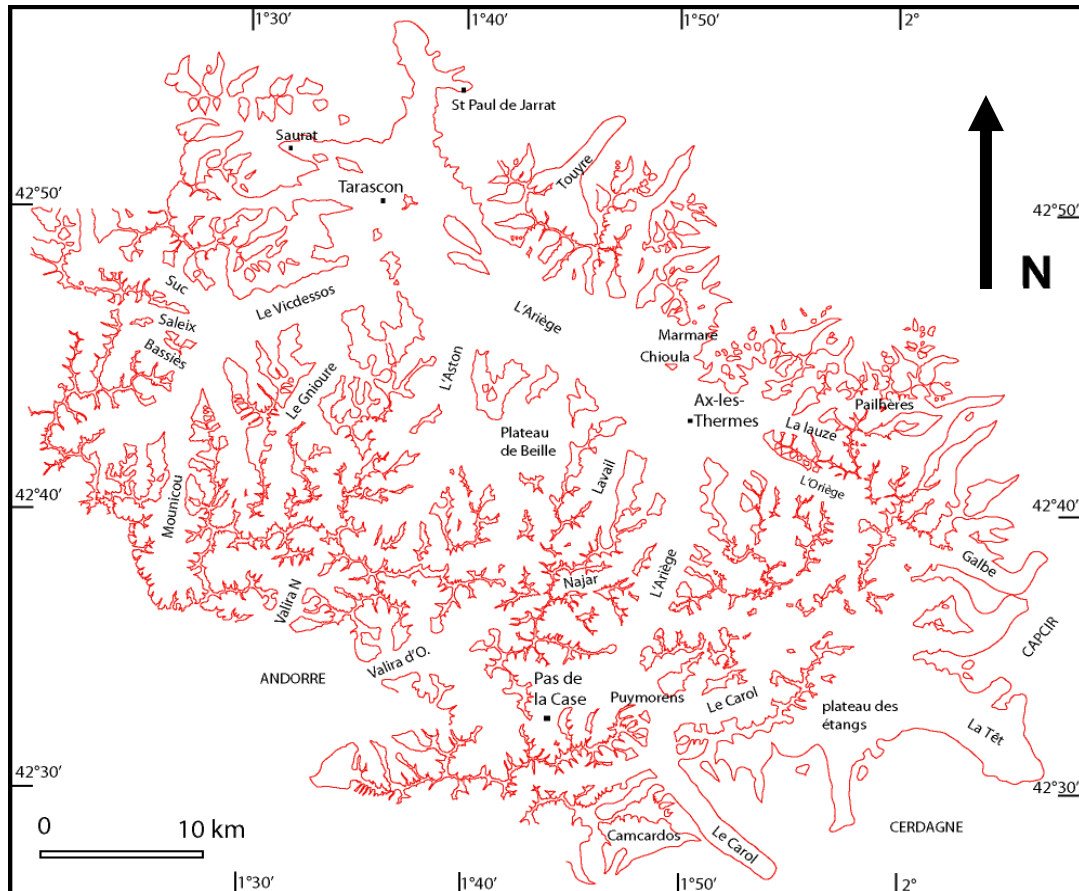 1°30′
1°40′
1°50′
2°
St Paul de Jarrat
Saurat
Touyre
42°50′
Tarascon
42°50′
N
Suc
Le Vicdessos
L'Ariège
Saleix
Marmare
Bassiès
Chioula
L'Aston
Le Gnioure
Ax-les-
Thermes
Pailhères
La lauze
Plateau
de Beille
Lavail
L'Oriège
42°40′
Mounicou
42°40′
Galbe
L'Ariège
Najar
Valira N
CAPCIR
Valira d'O.
ANDORRE
Pas de
la Case
Puymorens
Le Carol
plateau des
étangs
La Têt
42°30′
42°30′
0
10 km
Camcardos
Le Carol
CERDAGNE
1°30′
1°40′
1°50′
2°